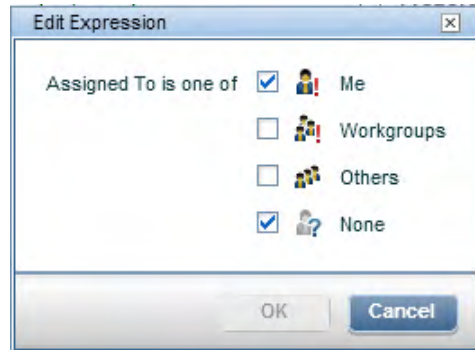 Edit Expression
Assigned To is one of Me
Workgroups
Others
None
OK Cancel